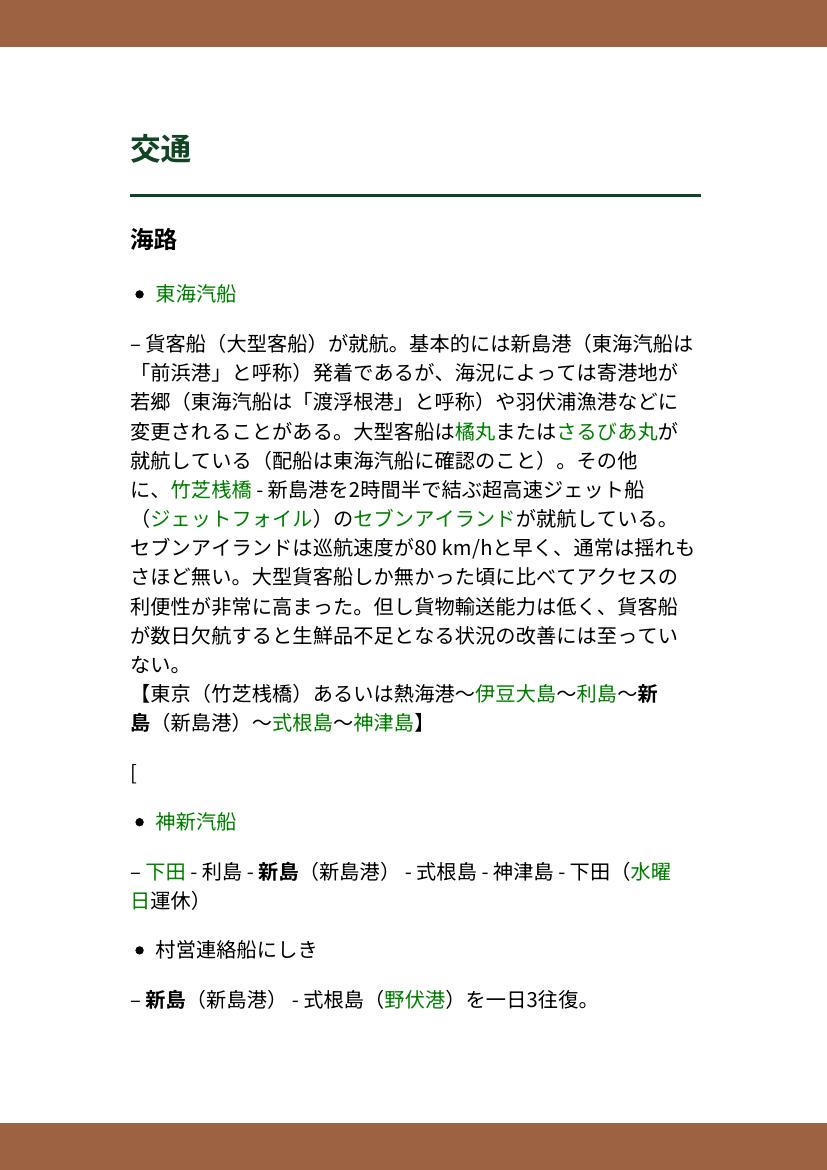 交通
海路
• 東海汽船
– 貨客船（大型客船）が就航。基本的には新島港（東海汽船は
「前浜港」と呼称）発着であるが、海況によっては寄港地が
若郷（東海汽船は「渡浮根港」と呼称）や羽伏浦漁港などに
変更されることがある。大型客船は橘丸またはさるびあ丸が
就航している（配船は東海汽船に確認のこと）。その他
に、竹芝桟橋 - 新島港を2時間半で結ぶ超高速ジェット船
（ジェットフォイル）のセブンアイランドが就航している。
セブンアイランドは巡航速度が80 km/hと早く、通常は揺れも
さほど無い。大型貨客船しか無かった頃に比べてアクセスの
利便性が非常に高まった。但し貨物輸送能力は低く、貨客船
が数日欠航すると生鮮品不足となる状況の改善には至ってい
ない。
【東京（竹芝桟橋）あるいは熱海港〜伊豆大島〜利島〜新
島（新島港）〜式根島〜神津島】
[
• 神新汽船
– 下田 - 利島 - 新島（新島港） - 式根島 - 神津島 - 下田（水曜
日運休）
• 村営連絡船にしき
– 新島（新島港） - 式根島（野伏港）を一日3往復。